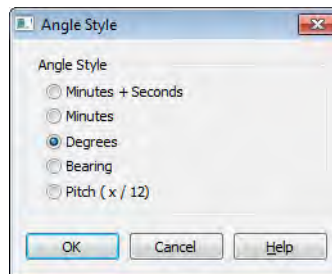 Angle Style
Angle Style
Minutes + Seconds
Minutes
Degrees
Bearing
Pitch ( x / 12)
OK Cancel Help